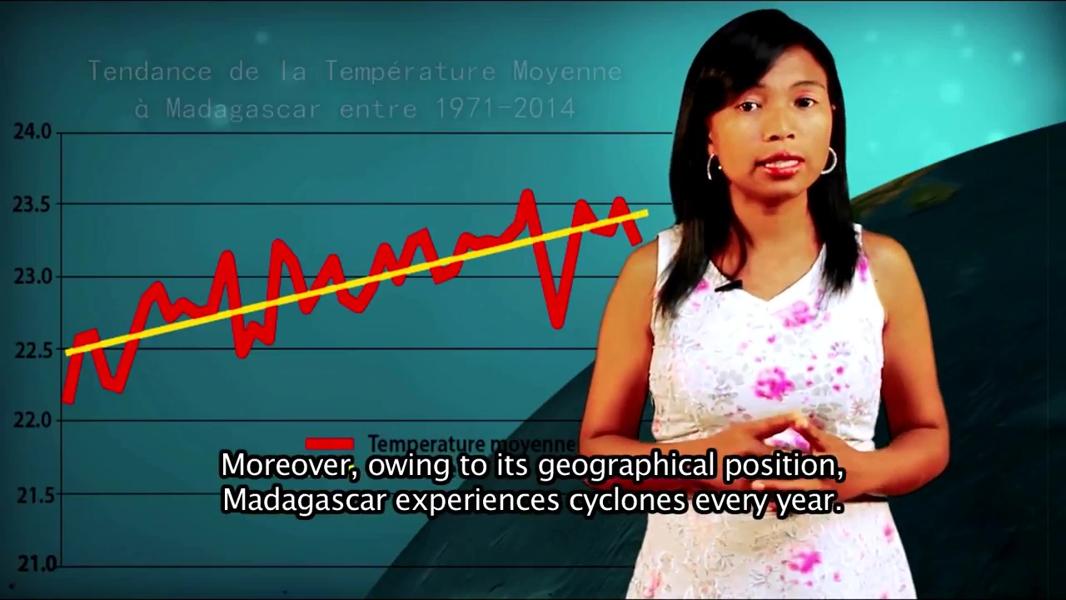 Tendance de la Température Moyenne
à Madagascar entre 1971-2014
24.0
23.5
23.0
22.5
22.0
21.5
21.0
Temperature moyenne
Moreover, owing to its geographical position,
Madagascar experiences cyclones every year.